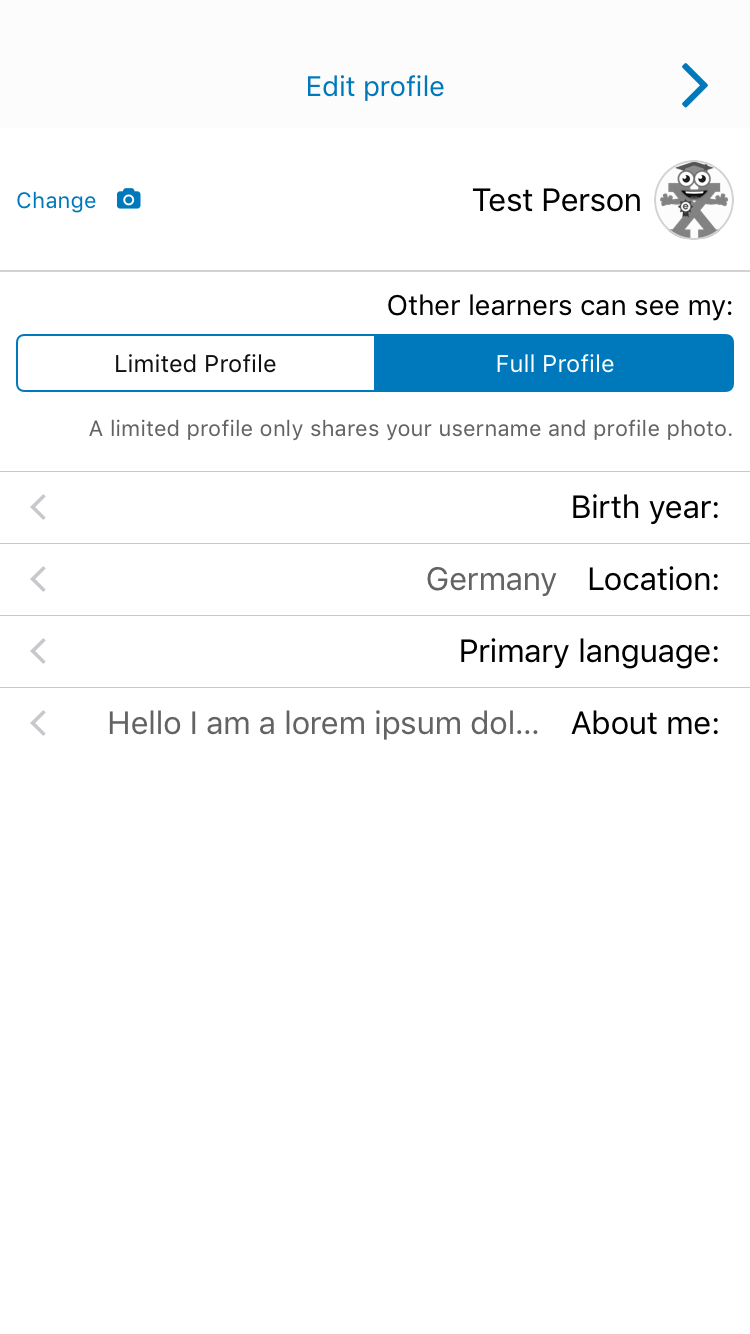 Edit profile
Test Person
Change
Other learners can see my:
Limited Profile
Full Profile
A limited profile only shares your username and profile photo.
Birth year:
Location: Germany
Primary language:
About me: Hello I am a lorem ipsum dol...